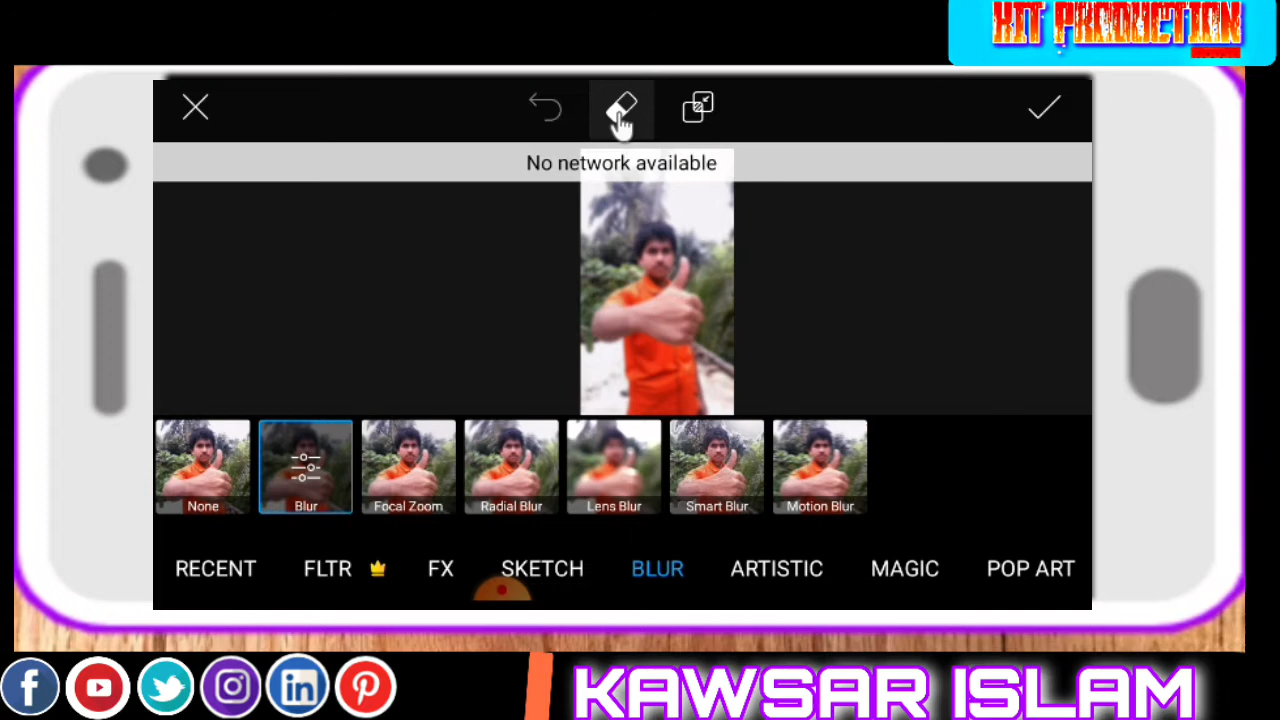 HIT PRODUCTION
No network available
None
Blur
Focal Zoom
Radial Blur
Lens Blur
Smart Blur
Motion Blur
RECENT FLTR FX SKETCH BLUR ARTISTIC MAGIC POP ART
KAWSAR ISLAM